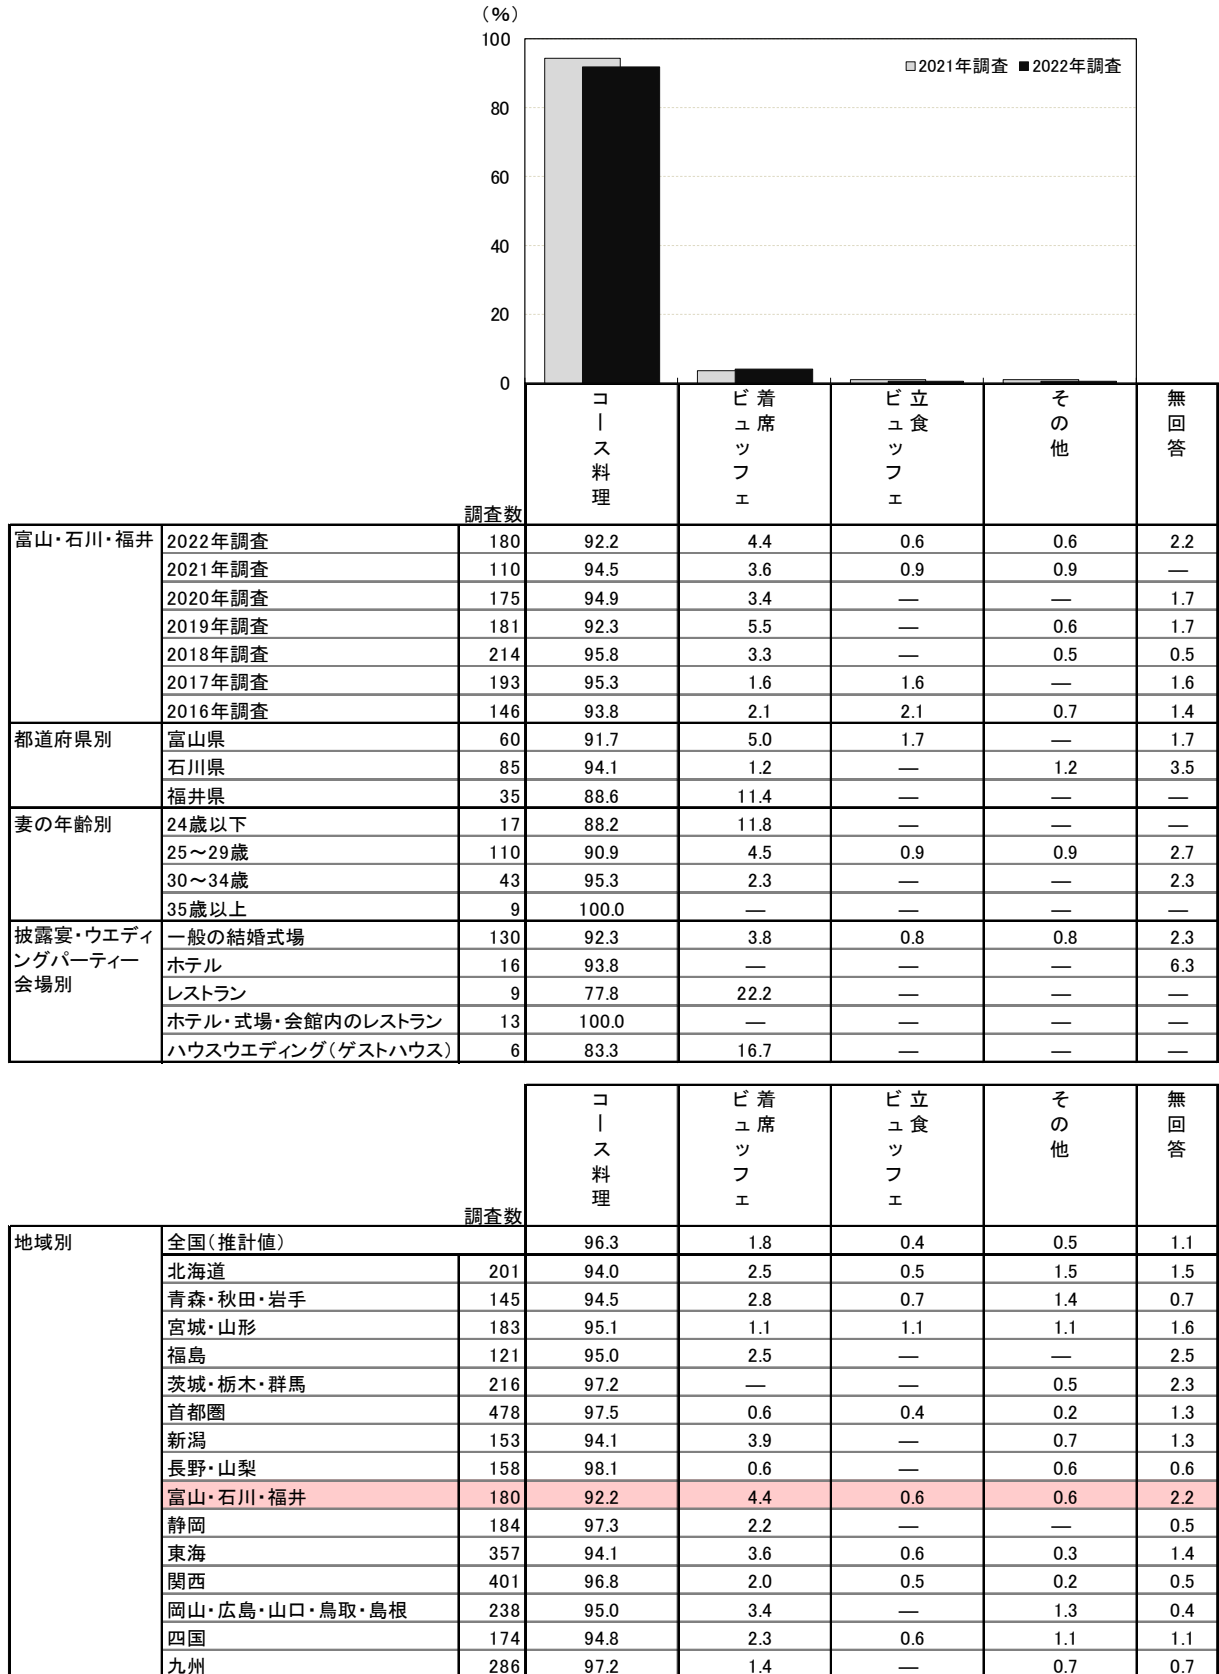 （%）
100
□2021年調査 ■2022年調査
80
60
40
20
0
調査数 コース料理 着席ビュッフェ 立食ビュッフェ その他 無回答
富山・石川・福井 2022年調査 180 92.2 4.4 0.6 0.6 2.2
2021年調査 110 94.5 3.6 0.9 0.9 ―
2020年調査 175 94.9 3.4 ― ― 1.7
2019年調査 181 92.3 5.5 ― 0.6 1.7
2018年調査 214 95.8 3.3 ― 0.5 0.5
2017年調査 193 95.3 1.6 1.6 ― 1.6
2016年調査 146 93.8 2.1 2.1 0.7 1.4
都道府県別 富山県 60 91.7 5.0 1.7 ― 1.7
石川県 85 94.1 1.2 ― 1.2 3.5
福井県 35 88.6 11.4 ― ― ―
妻の年齢別 24歳以下 17 88.2 11.8 ― ― ―
25～29歳 110 90.9 4.5 0.9 0.9 2.7
30～34歳 43 95.3 2.3 ― ― 2.3
35歳以上 9 100.0 ― ― ― ―
披露宴・ウエディングパーティー会場別 一般の結婚式場 130 92.3 3.8 0.8 0.8 2.3
ホテル 16 93.8 ― ― ― 6.3
レストラン 9 77.8 22.2 ― ― ―
ホテル・式場・会館内のレストラン 13 100.0 ― ― ― ―
ハウスウエディング（ゲストハウス） 6 83.3 16.7 ― ― ―
調査数 コース料理 着席ビュッフェ 立食ビュッフェ その他 無回答
地域別 全国（推計値） 96.3 1.8 0.4 0.5 1.1
北海道 201 94.0 2.5 0.5 1.5 1.5
青森・秋田・岩手 145 94.5 2.8 0.7 1.4 0.7
宮城・山形 183 95.1 1.1 1.1 1.1 1.6
福島 121 95.0 2.5 ― ― 2.5
茨城・栃木・群馬 216 97.2 ― ― 0.5 2.3
首都圏 478 97.5 0.6 0.4 0.2 1.3
新潟 153 94.1 3.9 ― 0.7 1.3
長野・山梨 158 98.1 0.6 ― 0.6 0.6
富山・石川・福井 180 92.2 4.4 0.6 0.6 2.2
静岡 184 97.3 2.2 ― ― 0.5
東海 357 94.1 3.6 0.6 0.3 1.4
関西 401 96.8 2.0 0.5 0.2 0.5
岡山・広島・山口・鳥取・島根 238 95.0 3.4 ― 1.3 0.4
四国 174 94.8 2.3 0.6 1.1 1.1
九州 286 97.2 1.4 ― 0.7 0.7